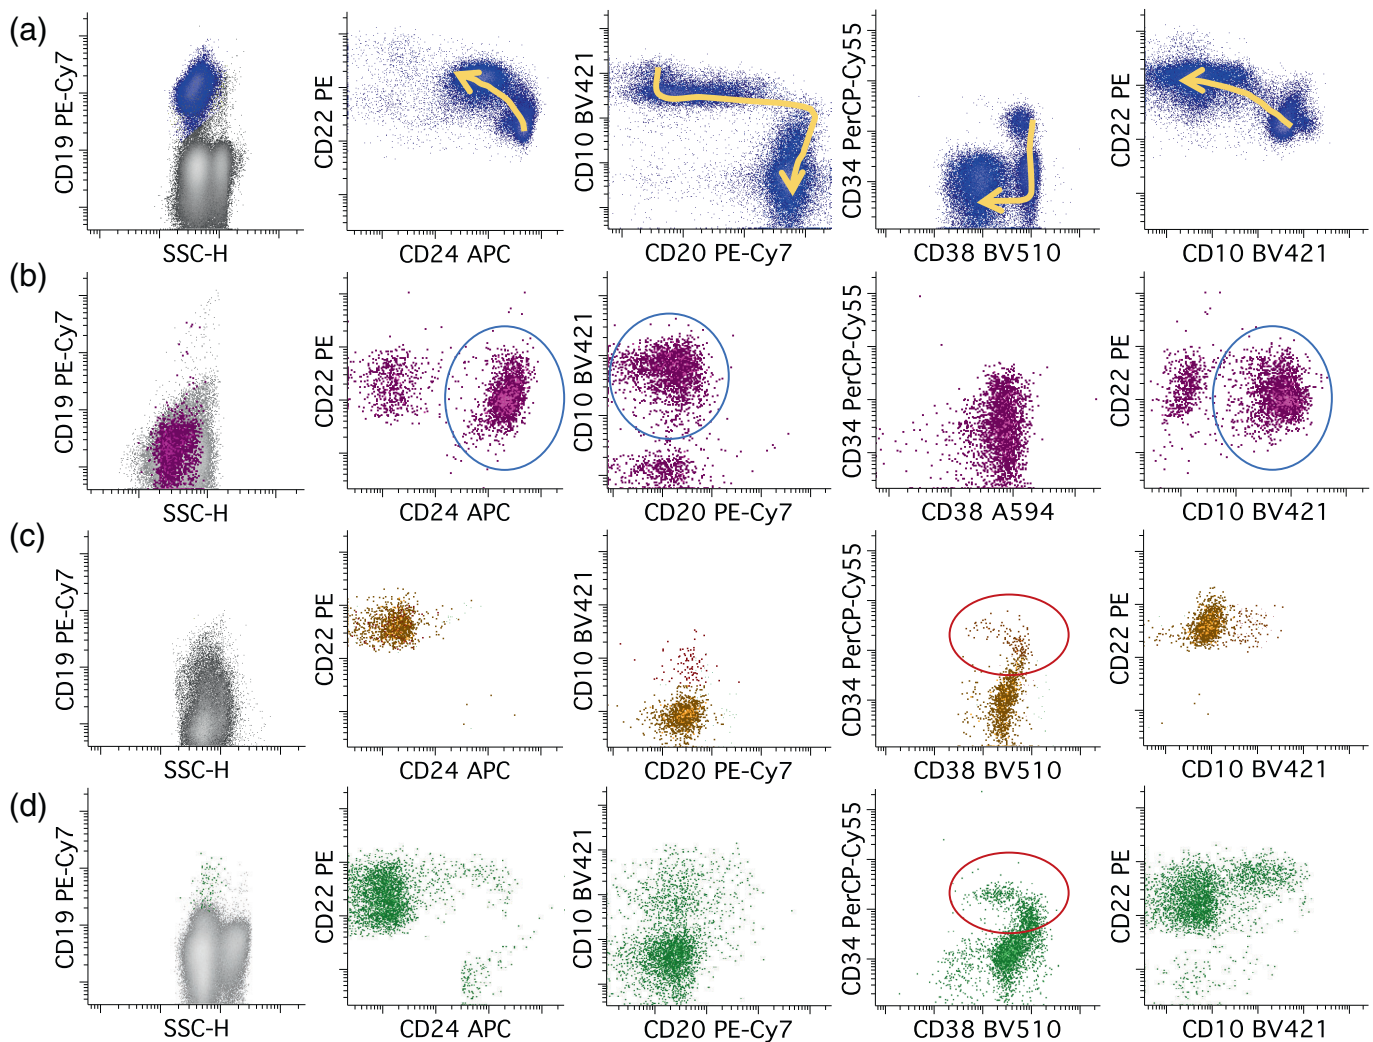 (a)
CD19 PE-Cy7
SSC-H
CD22 PE
CD24 APC
CD10 BV421
CD20 PE-Cy7
CD34 PerCP-Cy55
CD38 BV510
CD22 PE
CD10 BV421
(b)
CD19 PE-Cy7
SSC-H
CD22 PE
CD24 APC
CD10 BV421
CD20 PE-Cy7
CD34 PerCP-Cy55
CD38 A594
CD22 PE
CD10 BV421
(c)
CD19 PE-Cy7
SSC-H
CD22 PE
CD24 APC
CD10 BV421
CD20 PE-Cy7
CD34 PerCP-Cy55
CD38 BV510
CD22 PE
CD10 BV421
(d)
CD19 PE-Cy7
SSC-H
CD22 PE
CD24 APC
CD10 BV421
CD20 PE-Cy7
CD34 PerCP-Cy55
CD38 BV510
CD22 PE
CD10 BV421